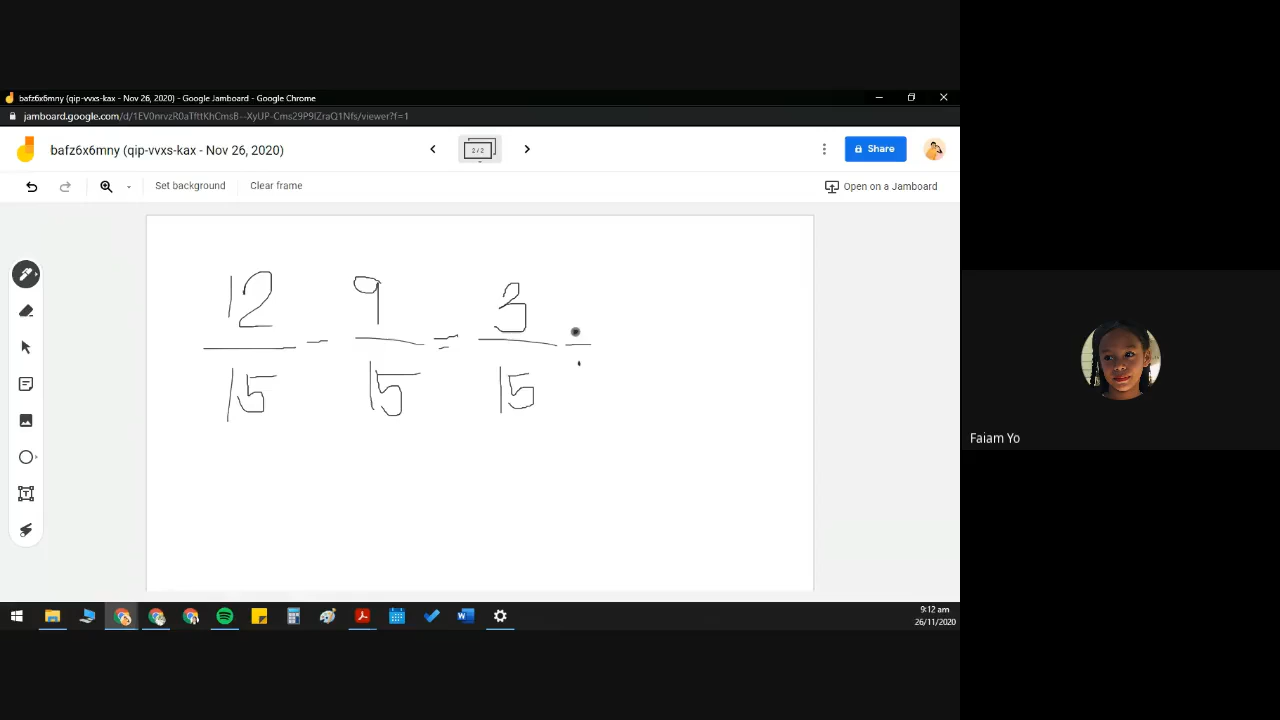 bafz6x6mny (qip-vvxs-kax - Nov 26, 2020) - Google Jamboard - Google Chrome
jamboard.google.com/d/1EV0nrvzR0aTfttKhCmsB--XyUP-Cms29P9lZraQ1Nfs/viewer?f=1
bafz6x6mny (qip-vvxs-kax - Nov 26, 2020)
2/2
Share
Set background
Clear frame
Open on a Jamboard
12/15 - 9/15 = 3/15 ÷
Faiam Yo
9:12 am
26/11/2020